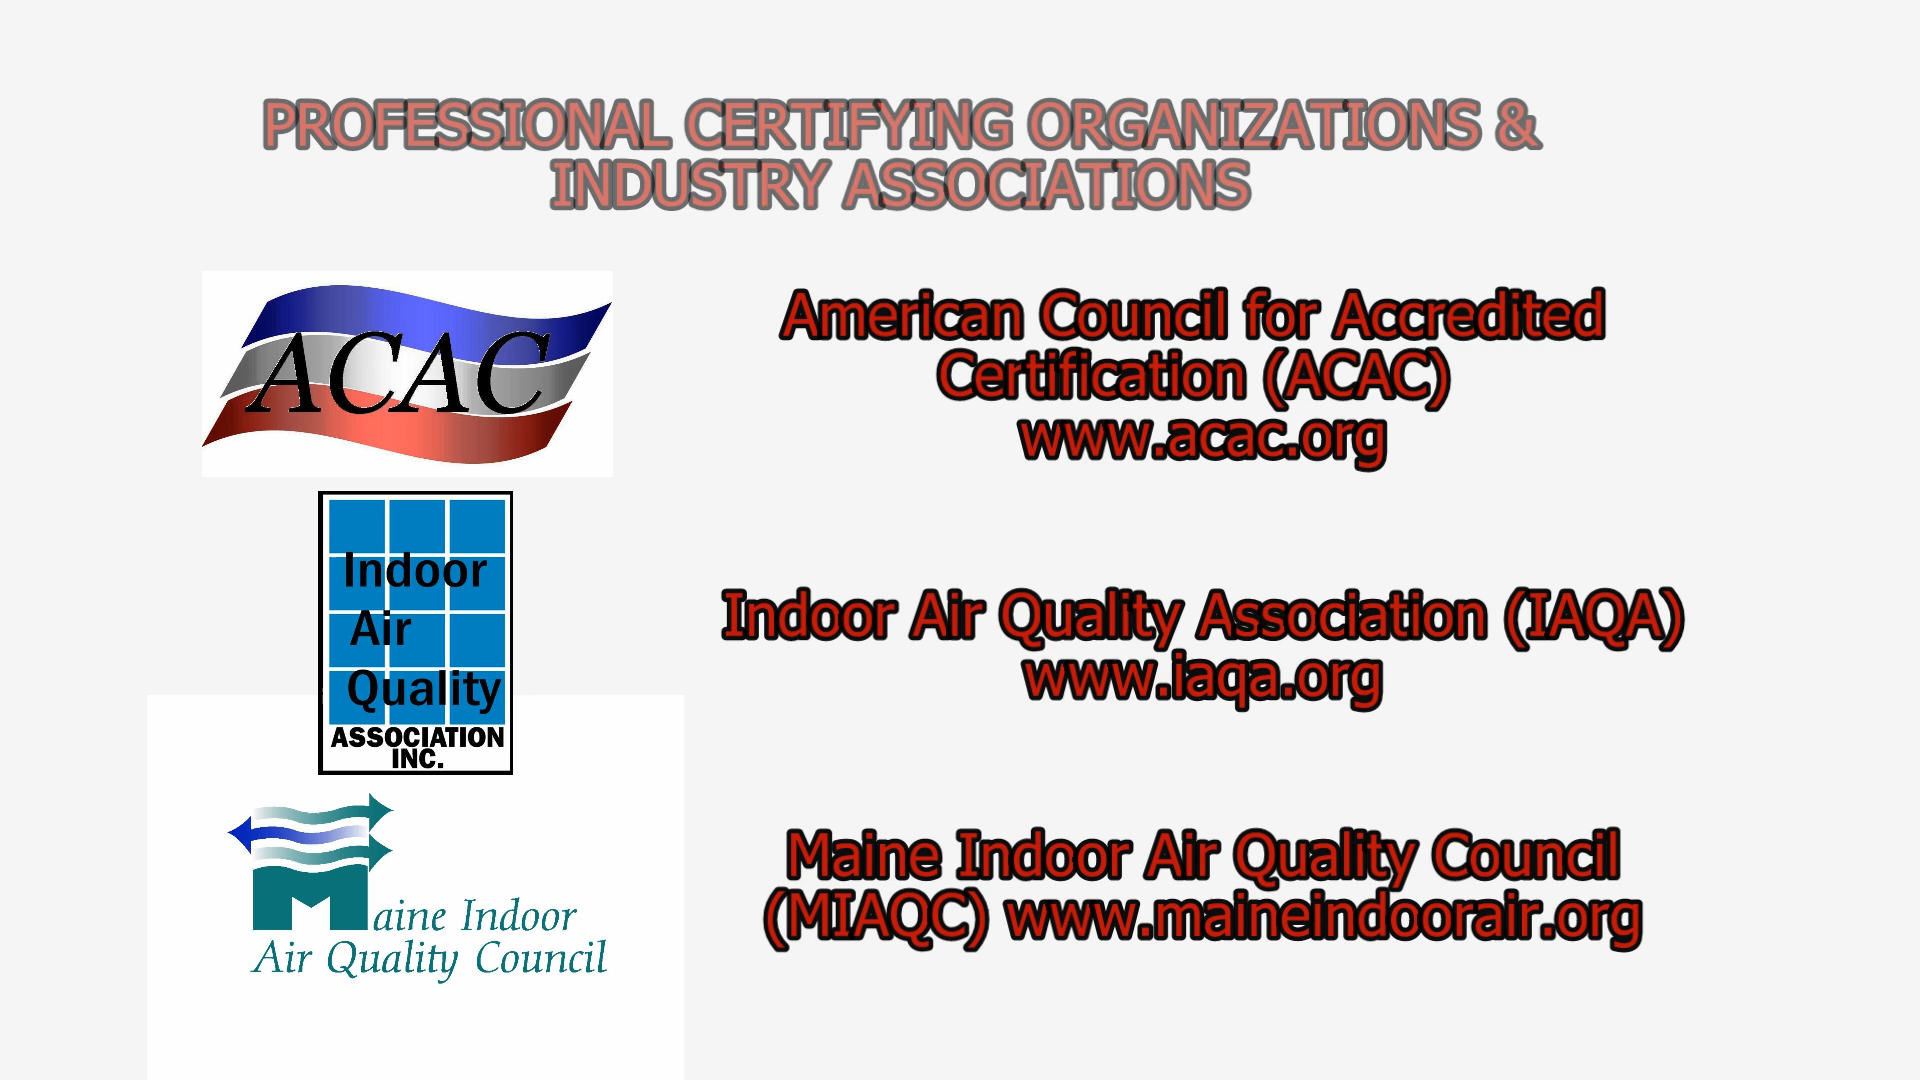 PROFESSIONAL CERTIFYING ORGANIZATIONS &
INDUSTRY ASSOCIATIONS
ACAC
American Council for Accredited
Certification (ACAC)
www.acac.org
Indoor
Air
Quality
ASSOCIATION
INC.
Indoor Air Quality Association (IAQA)
www.iaqa.org
Maine Indoor
Air Quality Council
Maine Indoor Air Quality Council
(MIAQC) www.maineindoorair.org